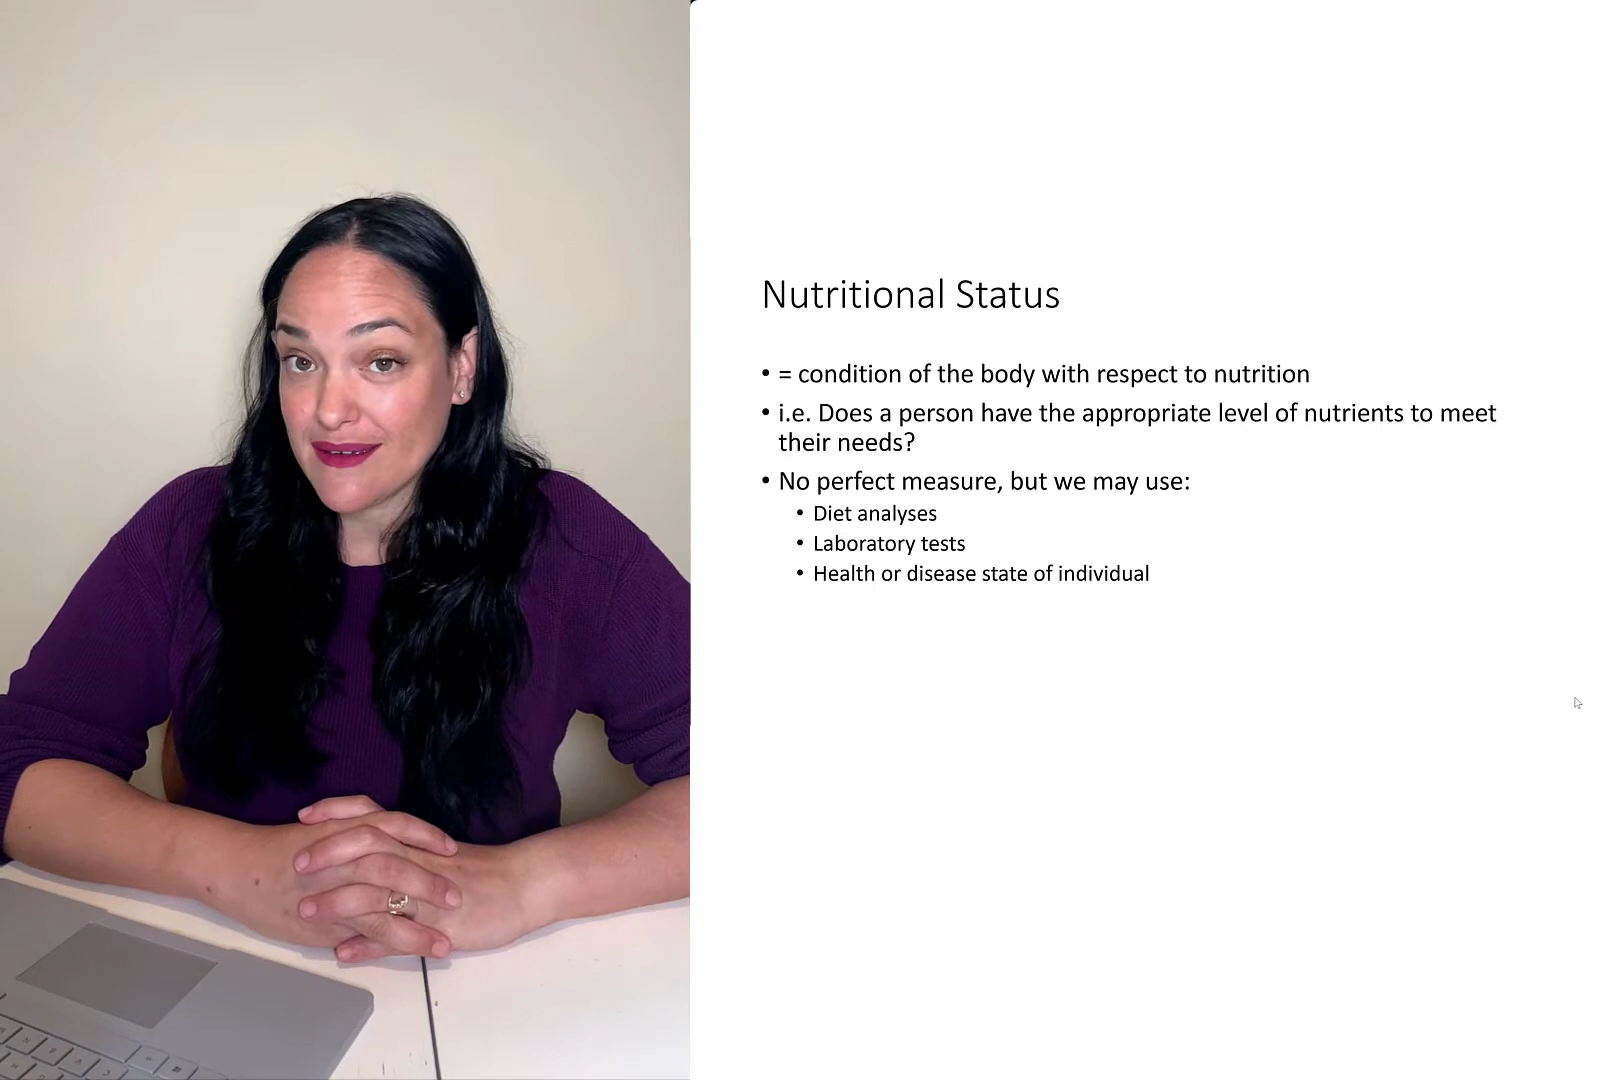 Nutritional Status
• = condition of the body with respect to nutrition
• i.e. Does a person have the appropriate level of nutrients to meet
their needs?
• No perfect measure, but we may use:
• Diet analyses
• Laboratory tests
• Health or disease state of individual